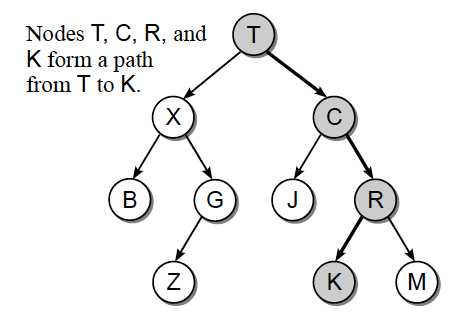 Nodes T, C, R, and
K form a path
from T to K.
T
X
C
B
G
J
R
Z
K
M